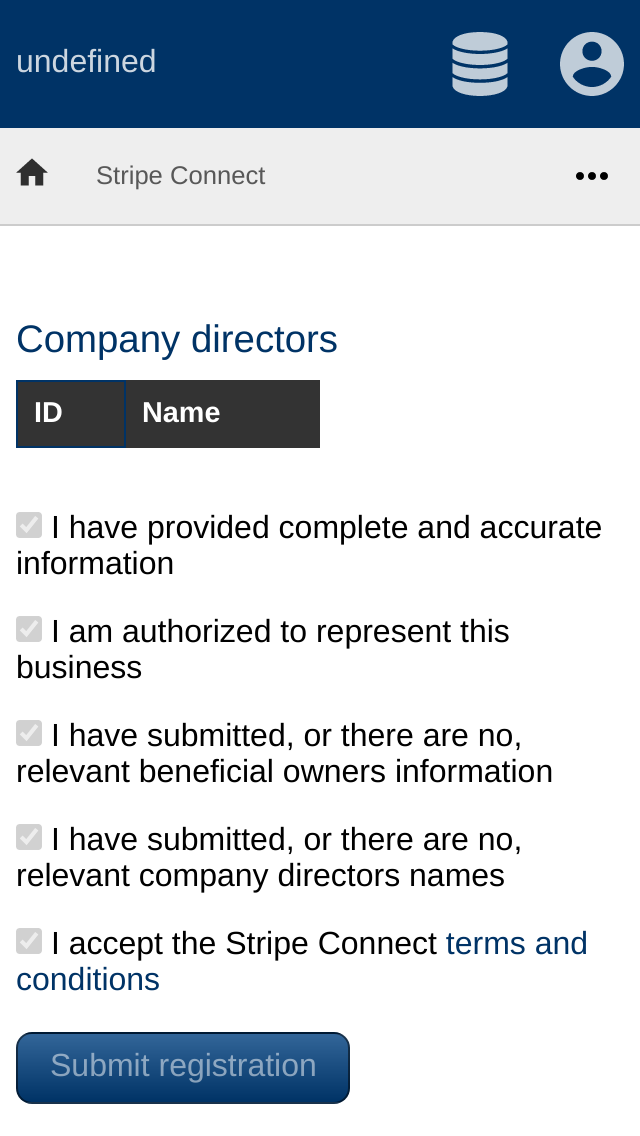 undefined
Stripe Connect
Company directors
ID Name
I have provided complete and accurate
information
I am authorized to represent this
business
I have submitted, or there are no,
relevant beneficial owners information
I have submitted, or there are no,
relevant company directors names
I accept the Stripe Connect terms and
conditions
Submit registration